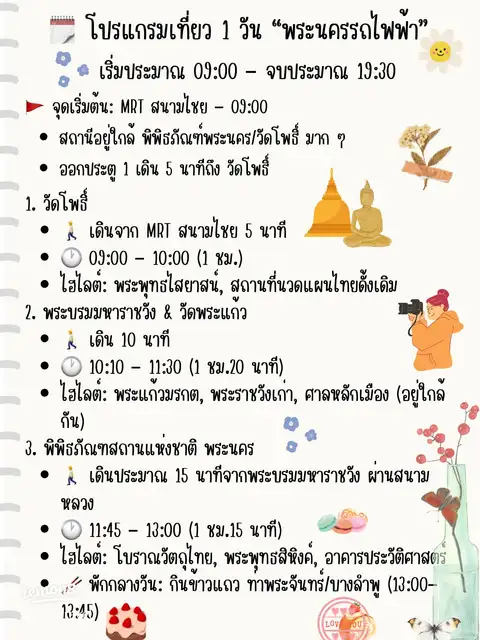 โปรแกรมเที่ยว 1 วัน “พระนครรถไฟฟ้า”
เริ่มประมาณ 09:00 – จบประมาณ 19:30
จุดเริ่มต้น: MRT สนามไชย – 09:00
• สถานีอยู่ใกล้ พิพิธภัณฑ์พระนคร/วัดโพธิ์ มาก ๆ
• ออกประตู 1 เดิน 5 นาทีถึง วัดโพธิ์
1. วัดโพธิ์
• เดินจาก MRT สนามไชย 5 นาที
• 09:00 – 10:00 (1 ชม.)
• ไฮไลต์: พระพุทธไสยาสน์, สถานที่นวดแผนไทยดั้งเดิม
2. พระบรมมหาราชวัง & วัดพระแก้ว
• เดิน 10 นาที
• 10:10 – 11:30 (1 ชม.20 นาที)
• ไฮไลต์: พระแก้วมรกต, พระราชวังเก่า, ศาลหลักเมือง (อยู่ใกล้
กัน)
3. พิพิธภัณฑสถานแห่งชาติ พระนคร
• เดินประมาณ 15 นาทีจากพระบรมมหาราชวัง ผ่านสนาม
หลวง
• 11:45 – 13:00 (1 ชม.15 นาที)
• ไฮไลต์: โบราณวัตถุไทย, พระพุทธสิหิงค์, อาคารประวัติศาสตร์
• พักกลางวัน: กินข้าวแถว ท่าพระจันทร์/บางลำพู (13:00–
13:45)
LOVE YOU